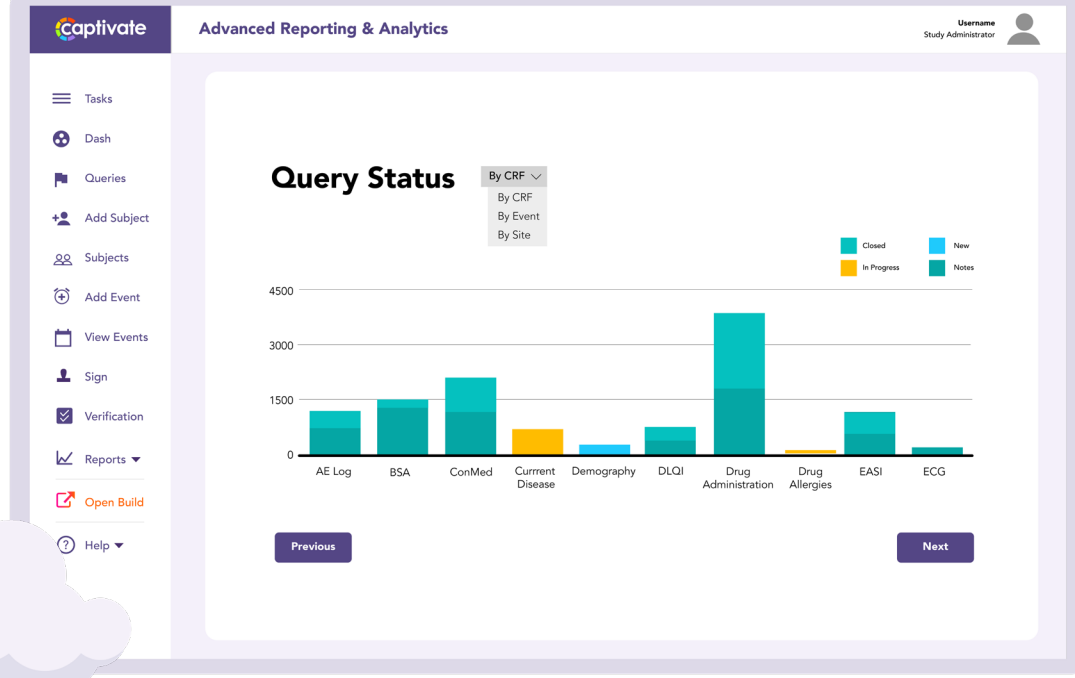 captivate
Advanced Reporting & Analytics
Username
Study Administrator
Tasks
Dash
Queries
Add Subject
Subjects
Add Event
View Events
Sign
Verification
Reports
Open Build
? Help
Query Status
By CRF
By CRF
By Event
By Site
Closed
New
In Progress
Notes
4500
3000
1500
0
AE Log
BSA
ConMed
Currrent
Disease
Demography
DLQI
Drug
Administration
Drug
Allergies
EASI
ECG
Previous
Next